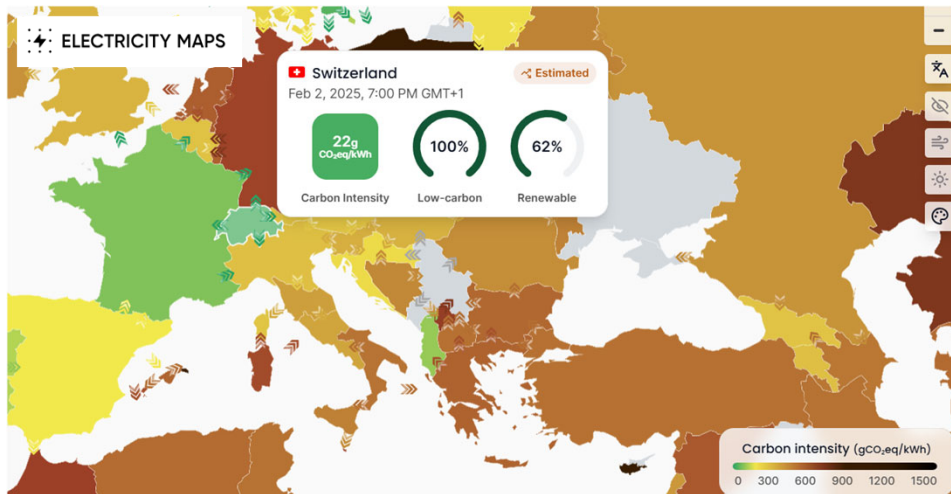 ELECTRICITY MAPS
Switzerland
Estimated
Feb 2, 2025, 7:00 PM GMT+1
22g
CO₂eq/kWh
100%
62%
Carbon Intensity
Low-carbon
Renewable
Carbon intensity (gCO₂eq/kWh)
0 300 600 900 1200 1500